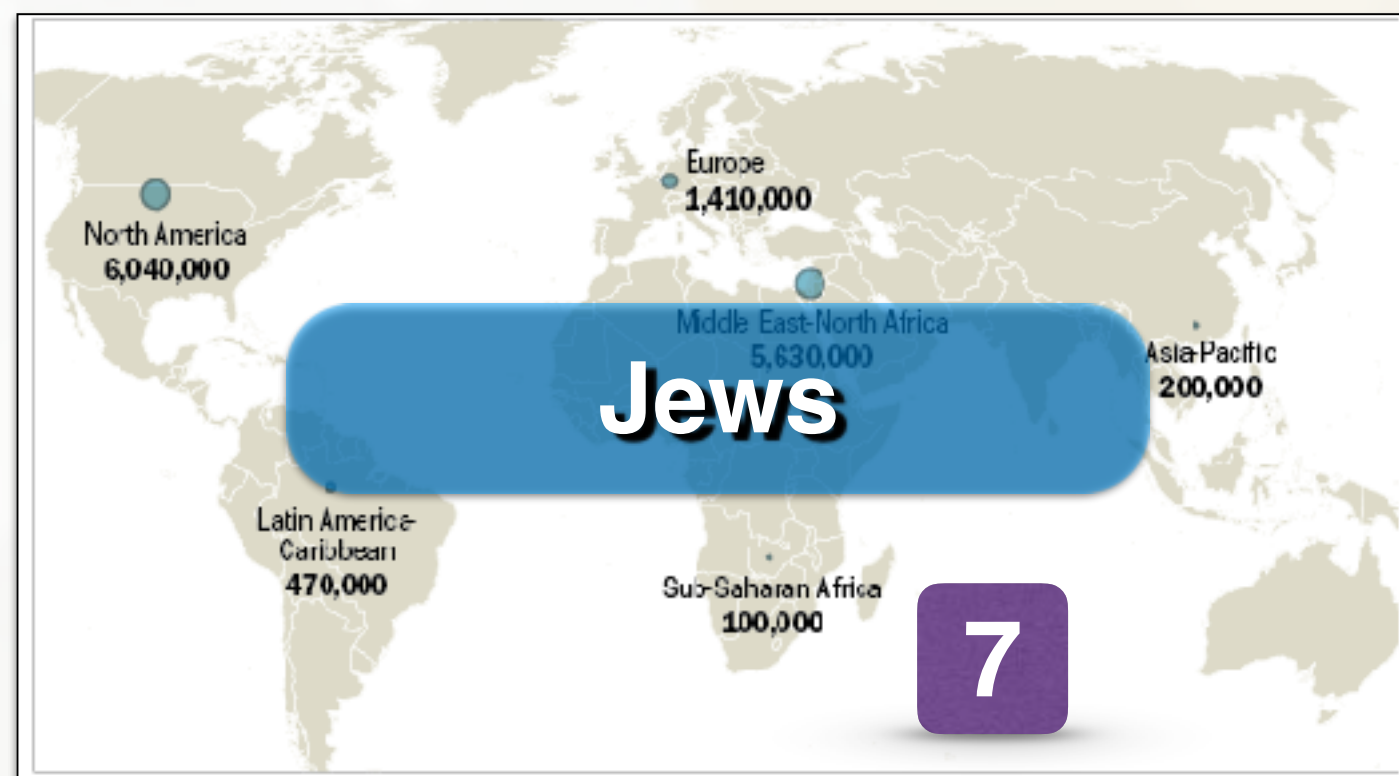 Europe
1,410,000
North America
6,040,000
Middle East-North Africa
5,630,000
Jews
Asia-Pacific
200,000
Latin America-
Caribbean
470,000
Sub-Saharan Africa
100,000
7